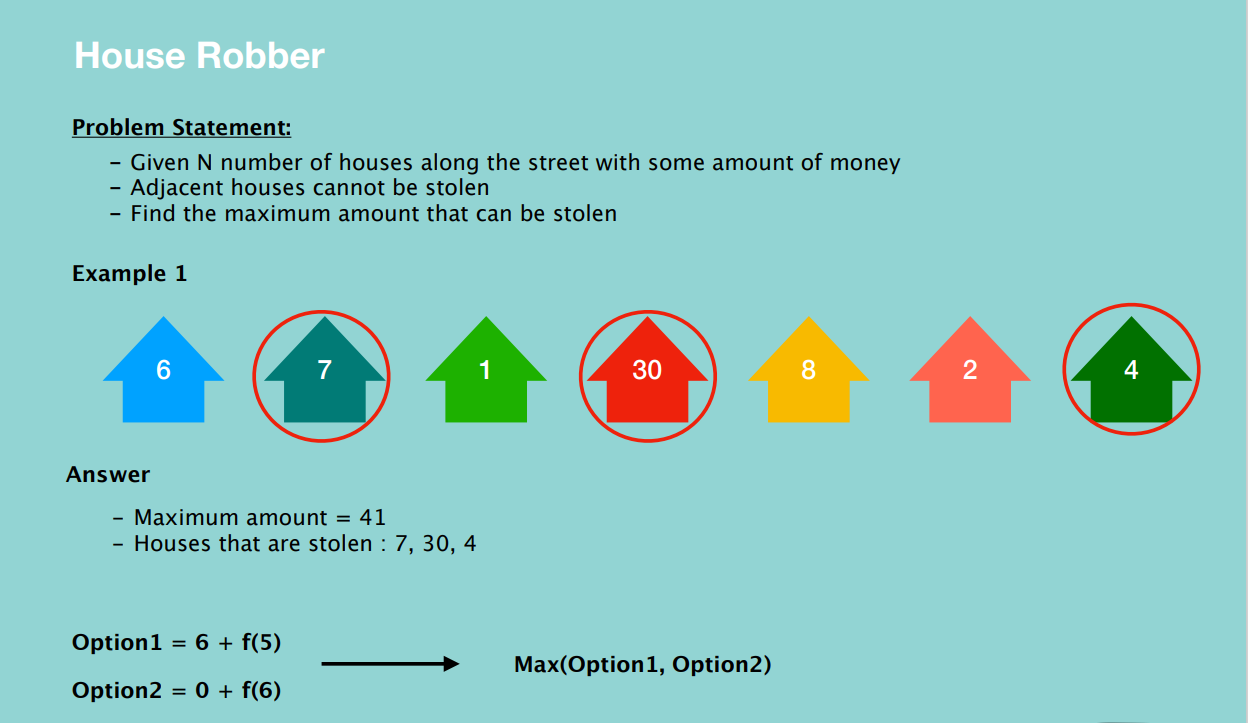 House Robber
Problem Statement:
– Given N number of houses along the street with some amount of money
– Adjacent houses cannot be stolen
– Find the maximum amount that can be stolen
Example 1
6 7 1 30 8 2 4
Answer
– Maximum amount = 41
– Houses that are stolen : 7, 30, 4
Option1 = 6 + f(5)
Max(Option1, Option2)
Option2 = 0 + f(6)